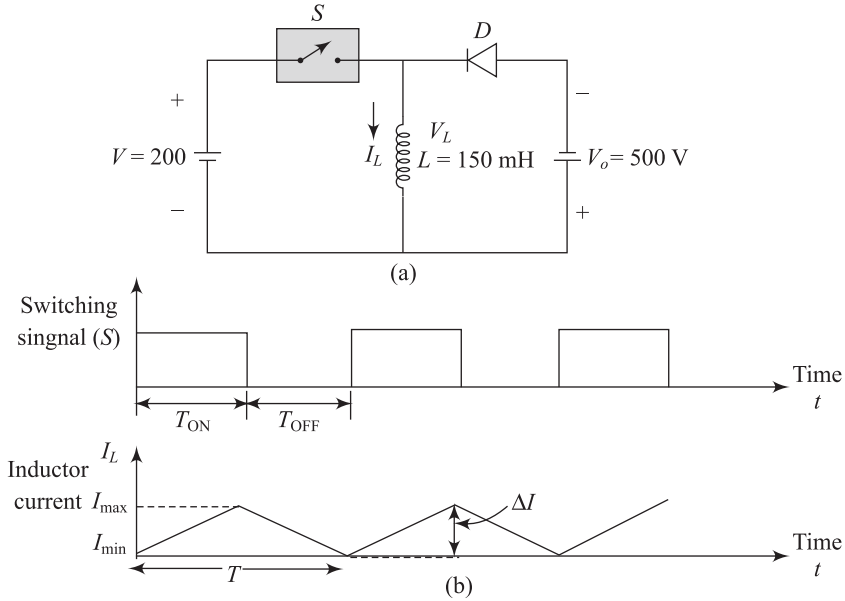 S
D
+
−
V = 200
I_L
V_L
L = 150 mH
V_o = 500 V
−
+
(a)
Switching
singnal (S)
T_ON
T_OFF
Time
t
I_L
Inductor
current
I_max
I_min
ΔI
T
Time
t
(b)